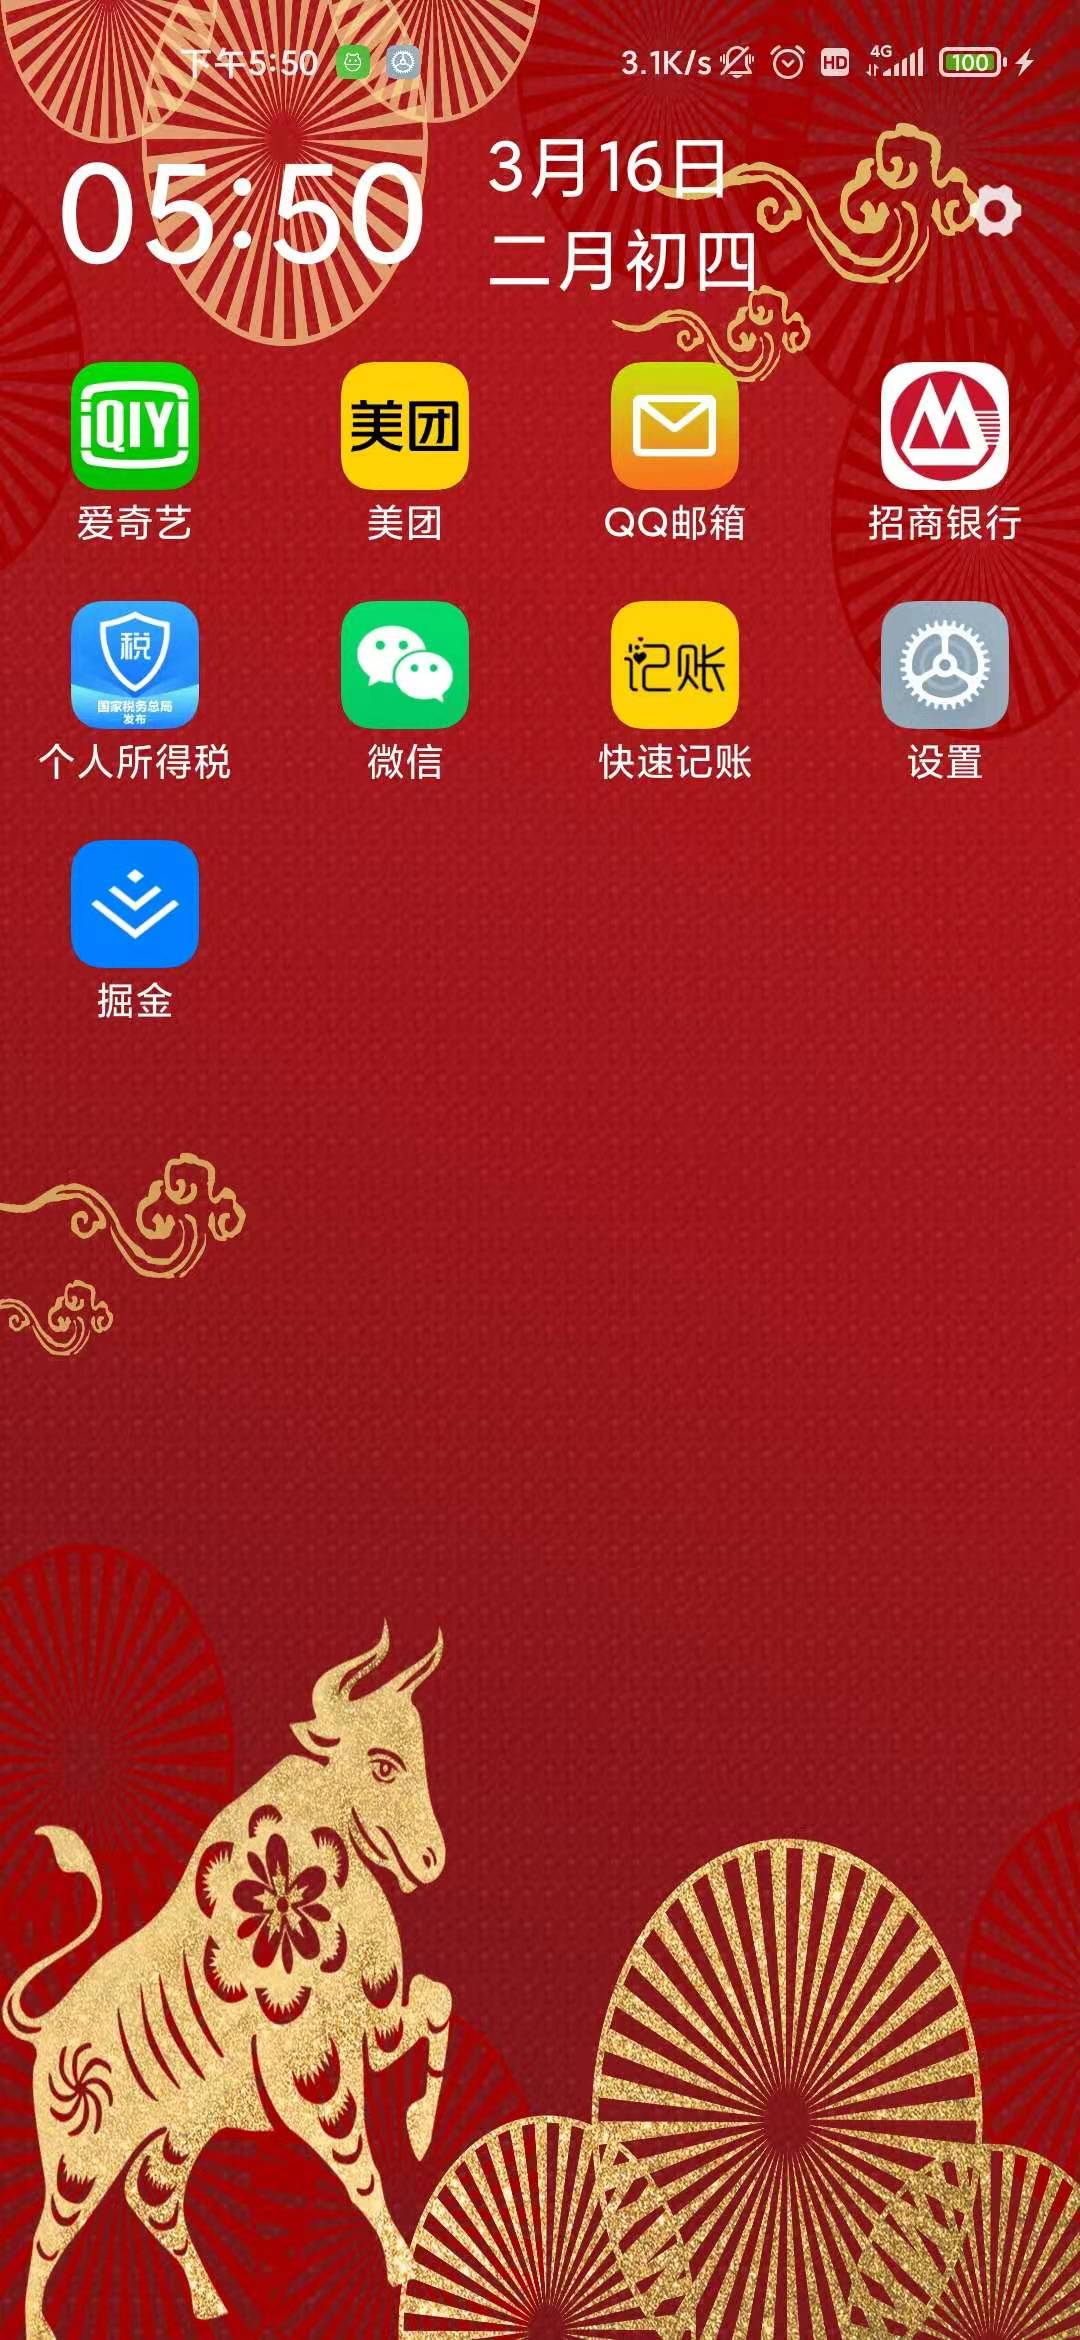 下午5:50
3.1K/s HD 4G 100
05:50
3月16日
二月初四
iQIYI
美团
爱奇艺
美团
QQ邮箱
招商银行
税
国家税务总局
发布
记账
个人所得税
微信
快速记账
设置
掘金